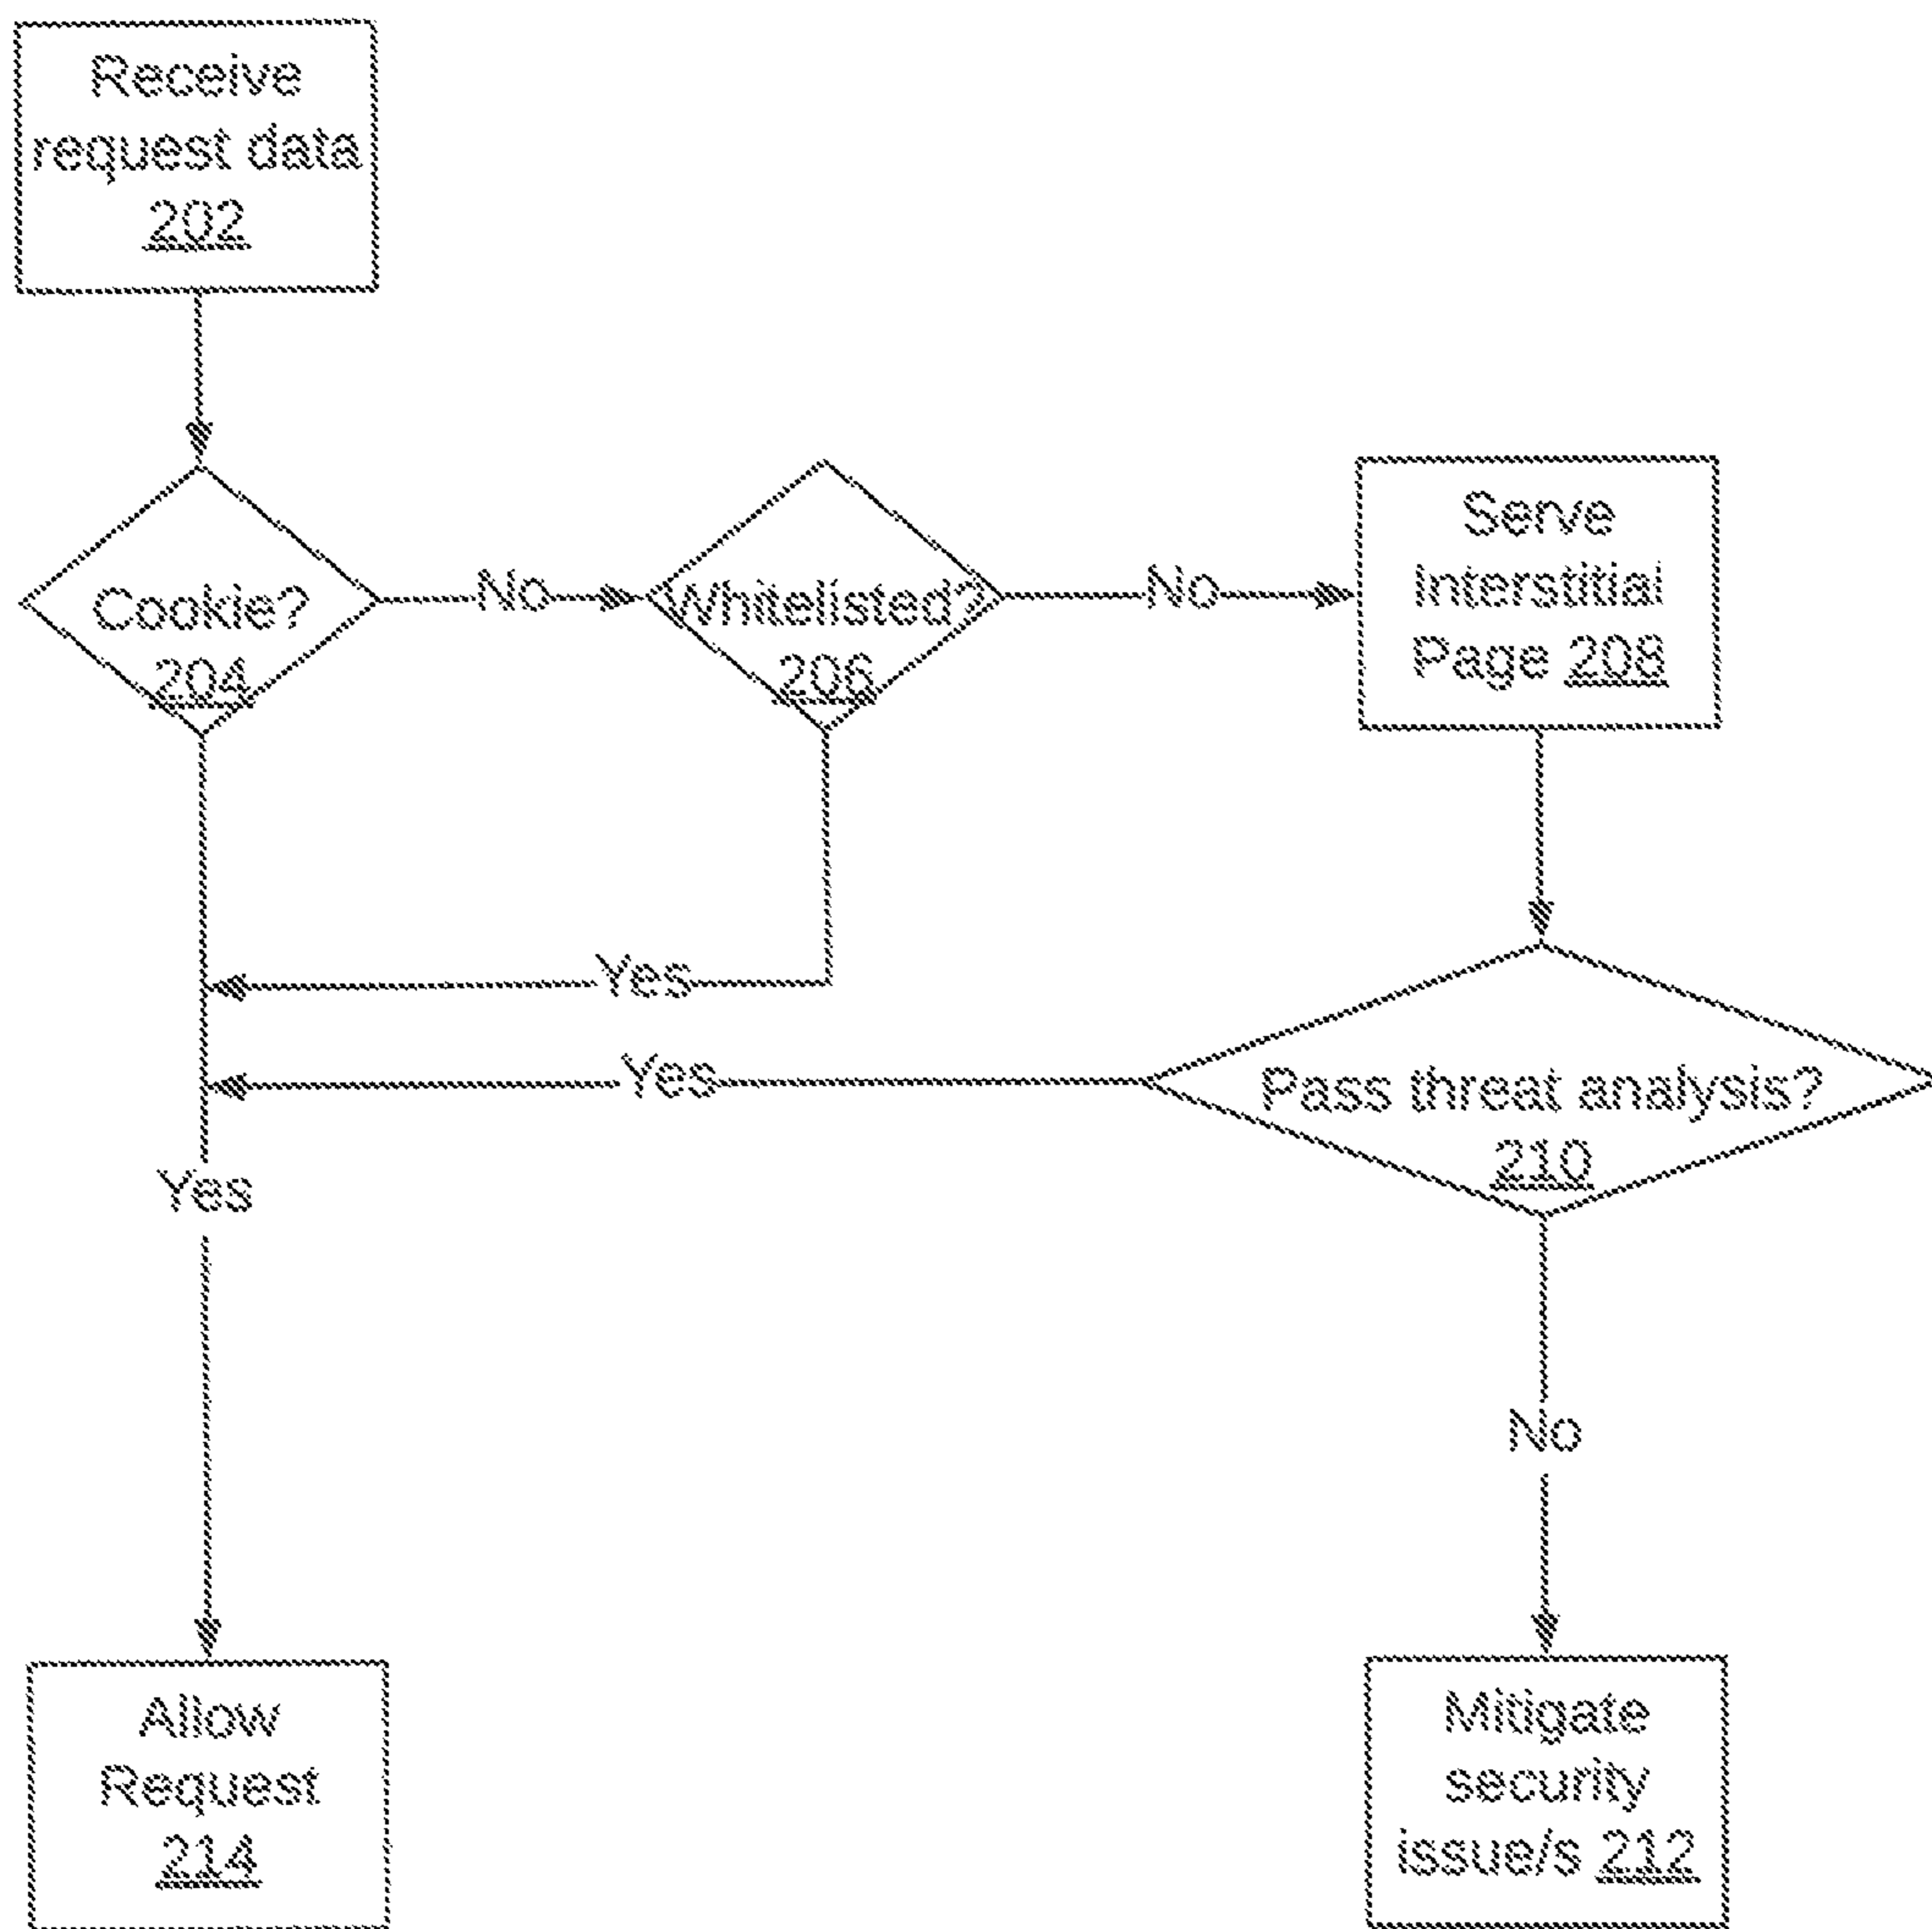 Receive
request data
202
Cookie?
204
No
Whitelisted?
206
No
Serve
Interstitial
Page 208
Yes
Yes
Pass threat analysis?
210
Yes
No
Allow
Request
214
Mitigate
security
issue/s 212